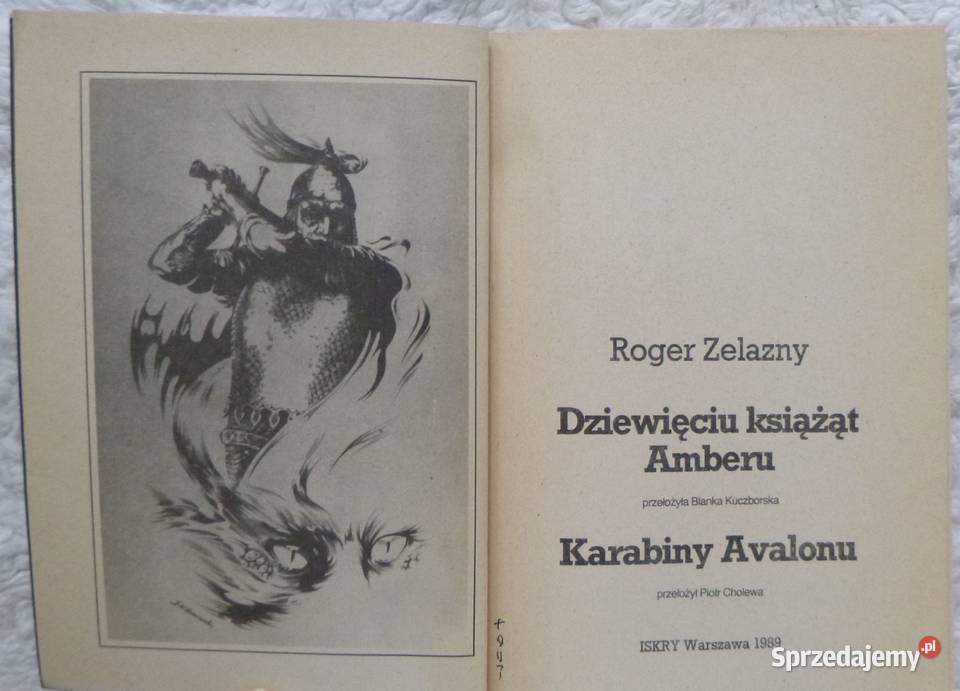 Roger Zelazny
Dziewięciu książąt
Amberu
przełożyła Blanka Kuczborska
Karabiny Avalonu
przełożył Piotr Cholewa
ISKRY Warszawa 1989
Sprzedajemy.pl